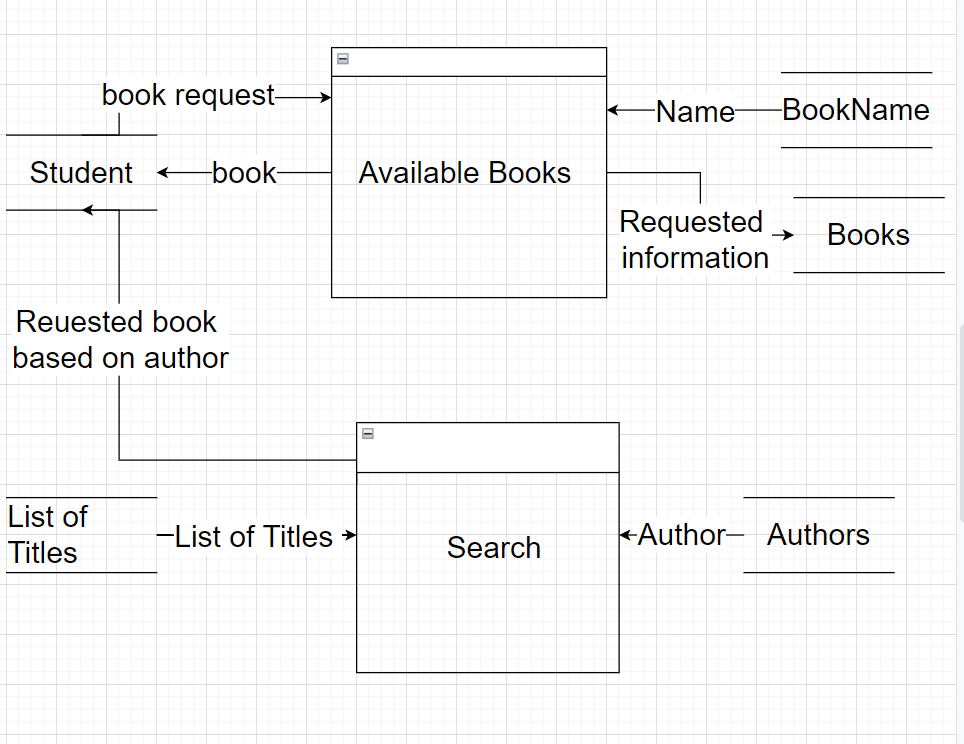 book request
Name
BookName
Student
book
Available Books
Requested
information
Books
Reuested book
based on author
List of
Titles
List of Titles
Search
Author
Authors